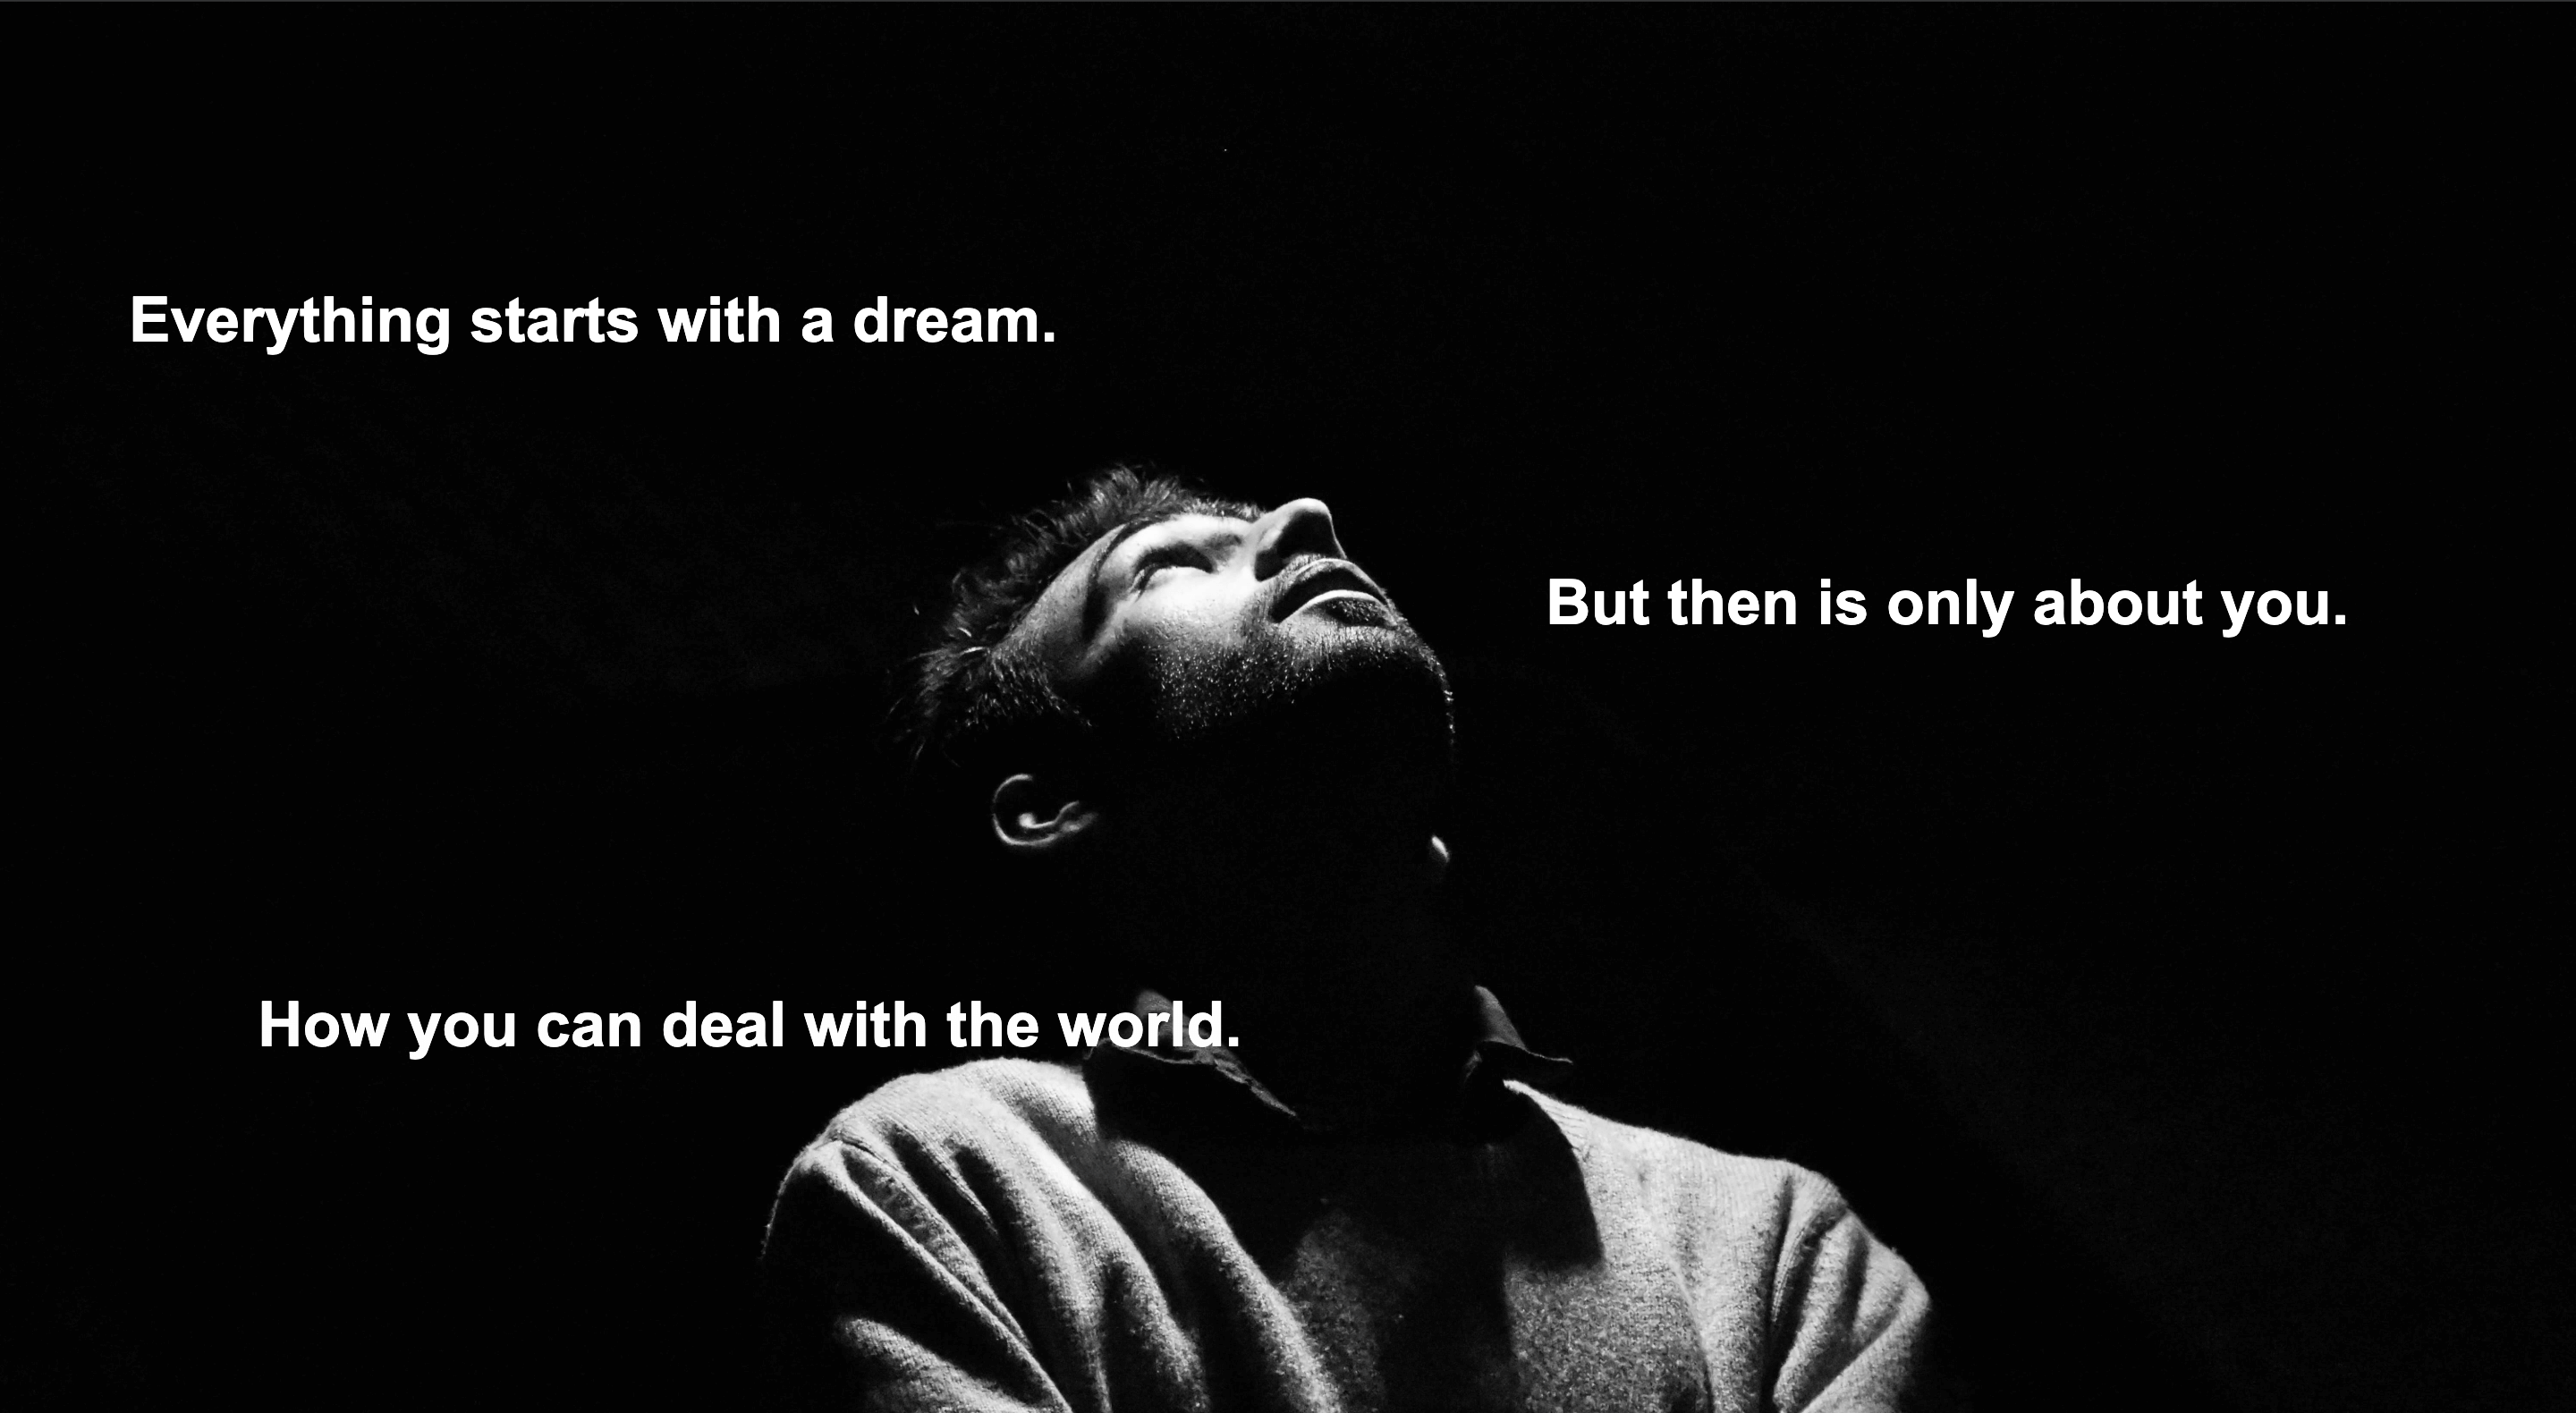 Everything starts with a dream.
But then is only about you.
How you can deal with the world.